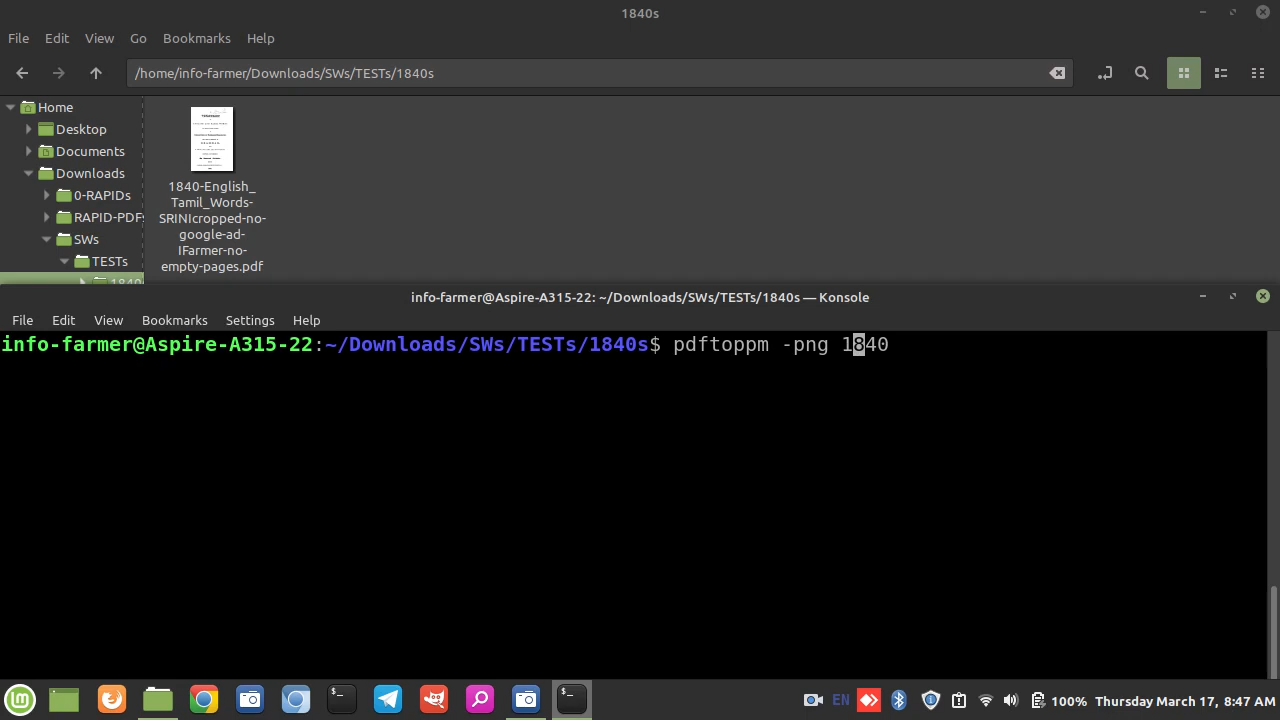 1840s
File Edit View Go Bookmarks Help
/home/info-farmer/Downloads/SWs/TESTs/1840s
Home
Desktop
Documents
Downloads
0-RAPIDs
RAPID-PDFs
SWs
TESTs
1840
1840-English_
Tamil_Words-
SRINIcropped-no-
google-ad-
IFarmer-no-
empty-pages.pdf
info-farmer@Aspire-A315-22: ~/Downloads/SWs/TESTs/1840s — Konsole
File Edit View Bookmarks Settings Help
info-farmer@Aspire-A315-22:~/Downloads/SWs/TESTs/1840s$ pdftoppm -png 1840
EN 100% Thursday March 17, 8:47 AM